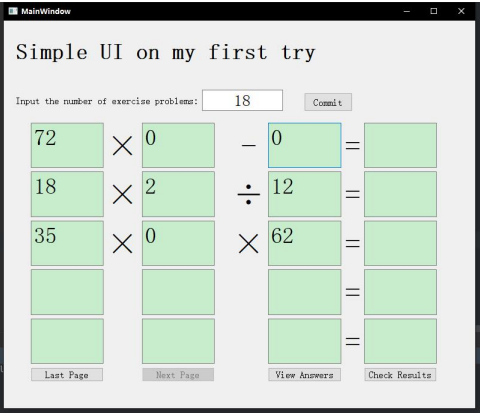 MainWindow
Simple UI on my first try
Input the number of exercise problems: 18 Commit
72 × 0 − 0 =
18 × 2 ÷ 12 =
35 × 0 × 62 =
=
=
Last Page Next Page View Answers Check Results